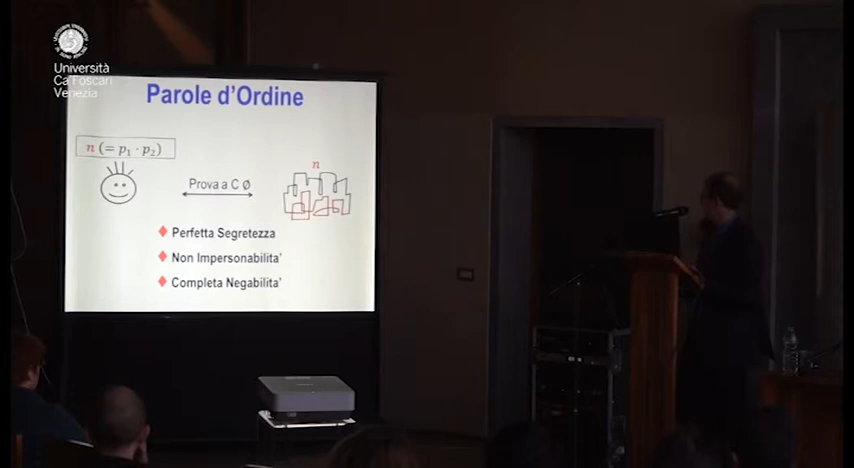 Università
Ca'Foscari
Venezia
Parole d'Ordine
n (= p₁ · p₂)
n
Prova a C Ø
Perfetta Segretezza
Non Impersonabilita'
Completa Negabilita'